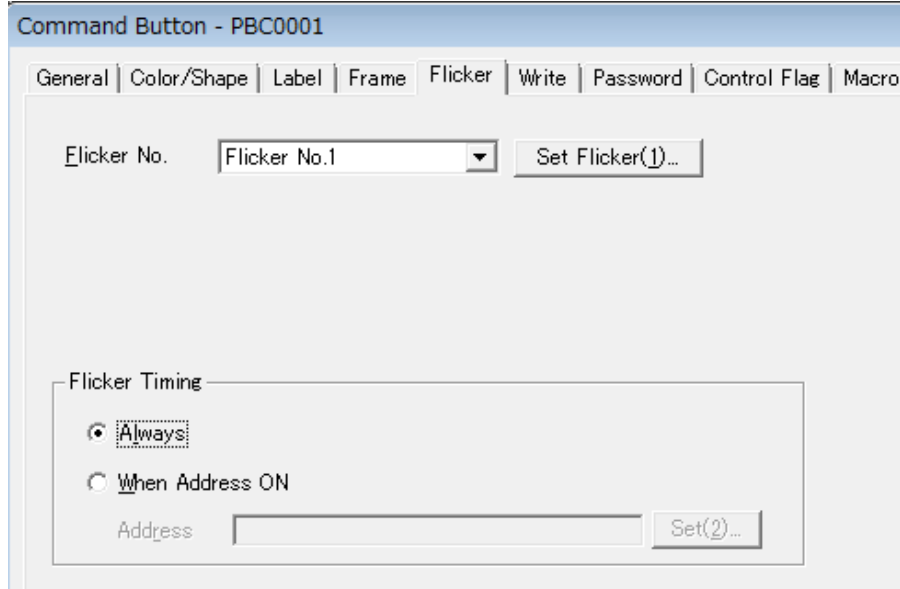 Command Button - PBC0001
General Color/Shape Label Frame Flicker Write Password Control Flag Macro
Flicker No. Flicker No.1 Set Flicker(1)...
Flicker Timing
Always
When Address ON
Address Set(2)...